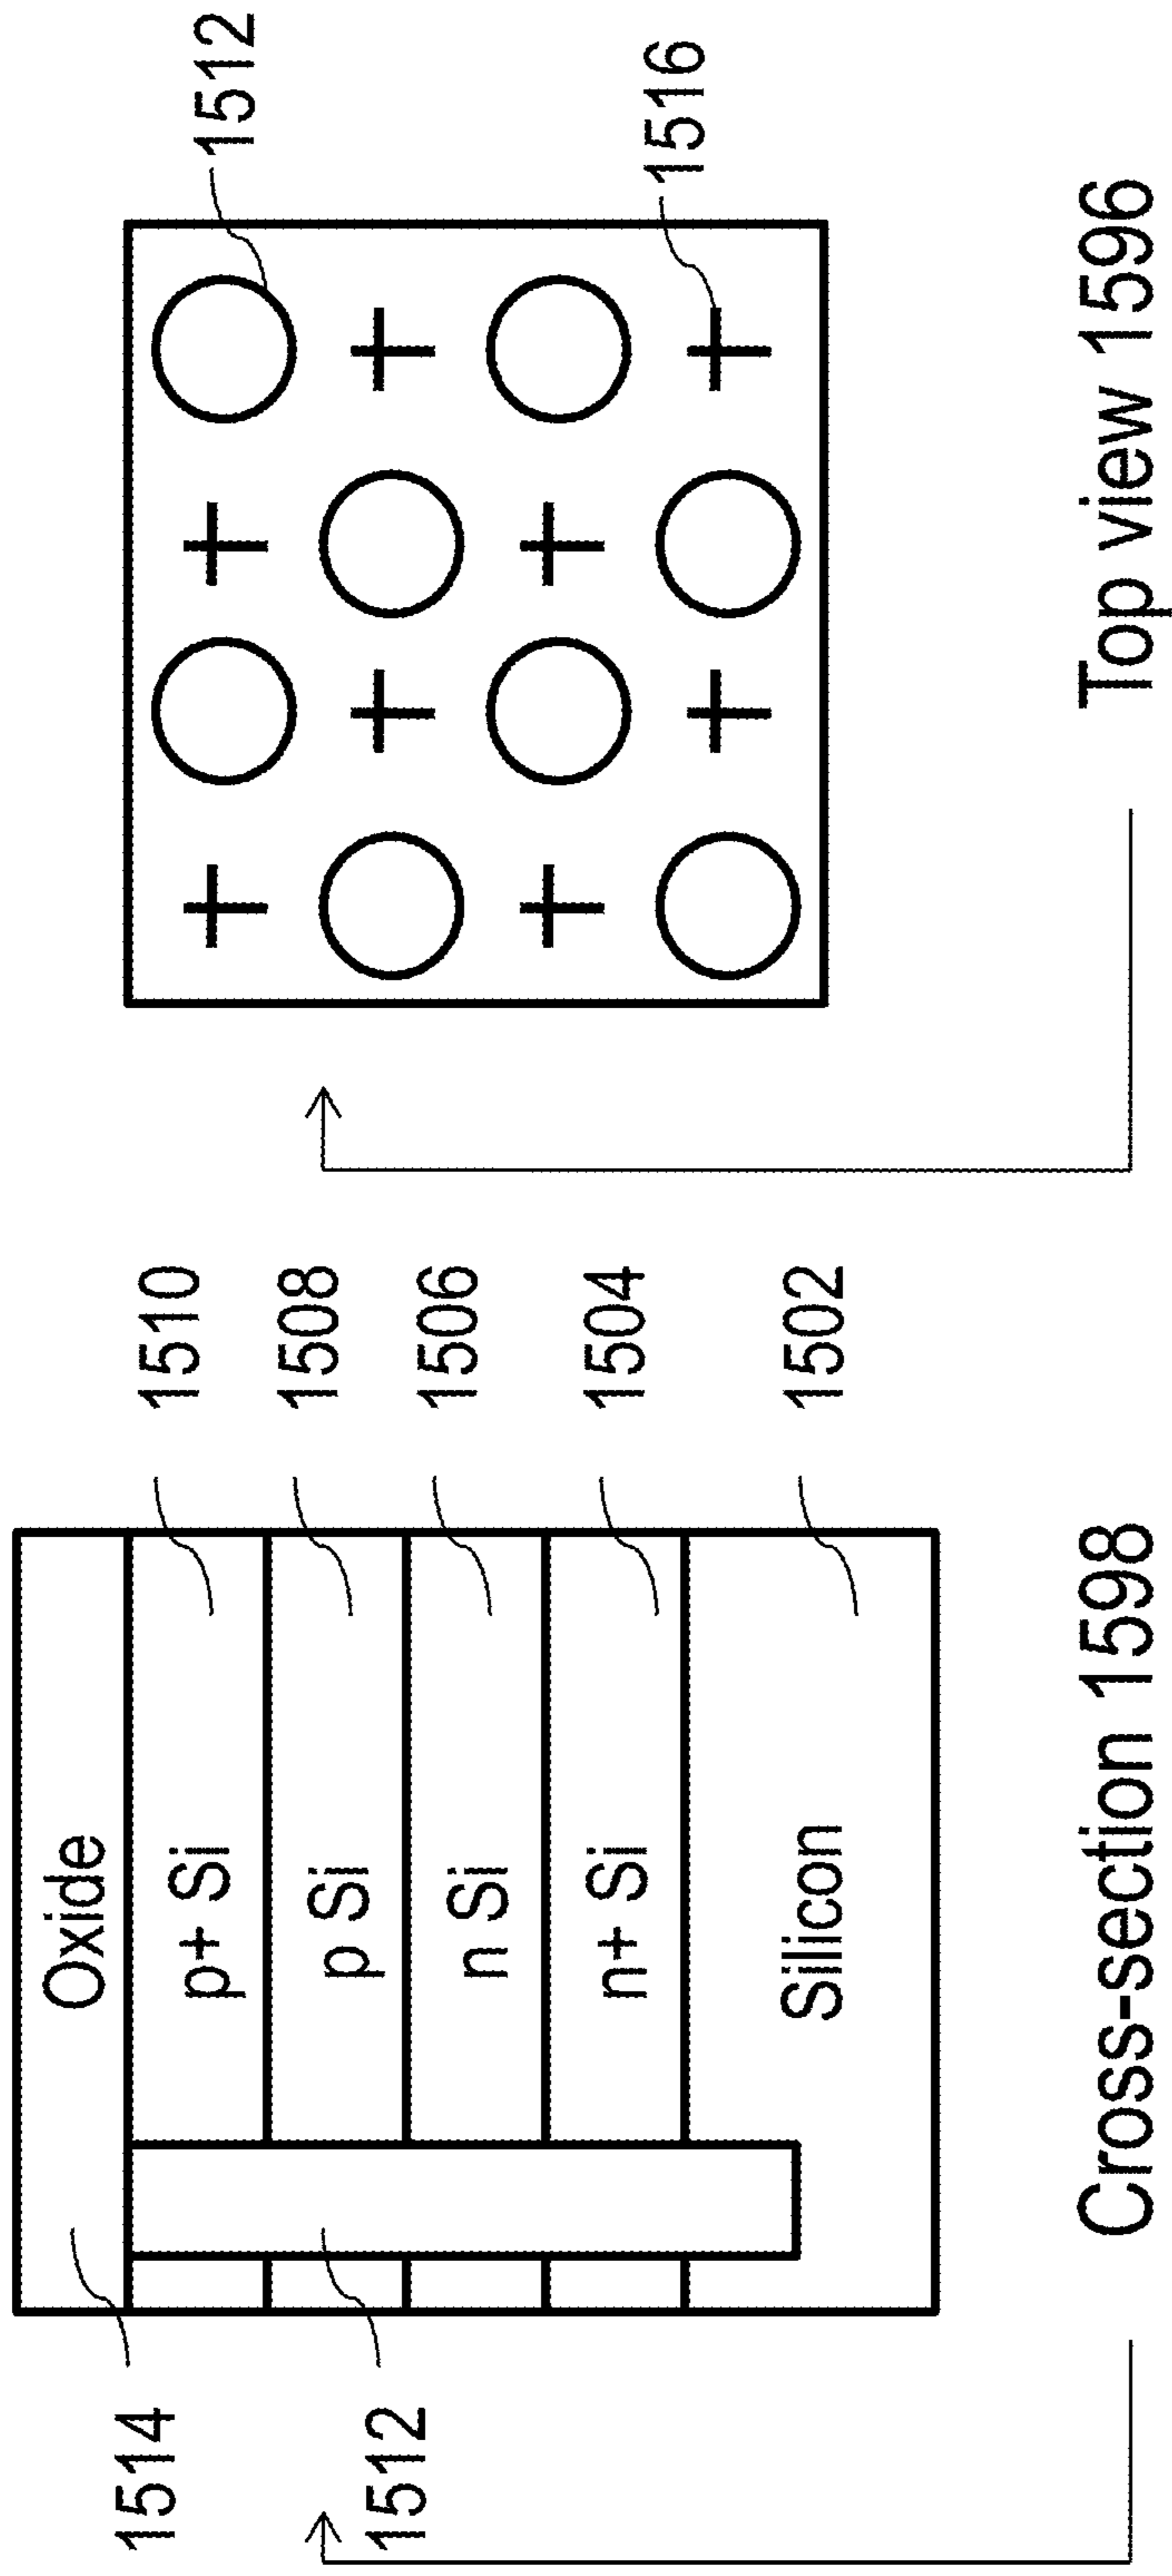 Oxide
1514
p+ Si
1510
p Si
1508
1512
n Si
1506
n+ Si
1504
Silicon
1502
Cross-section 1598
1512
1516
Top view 1596